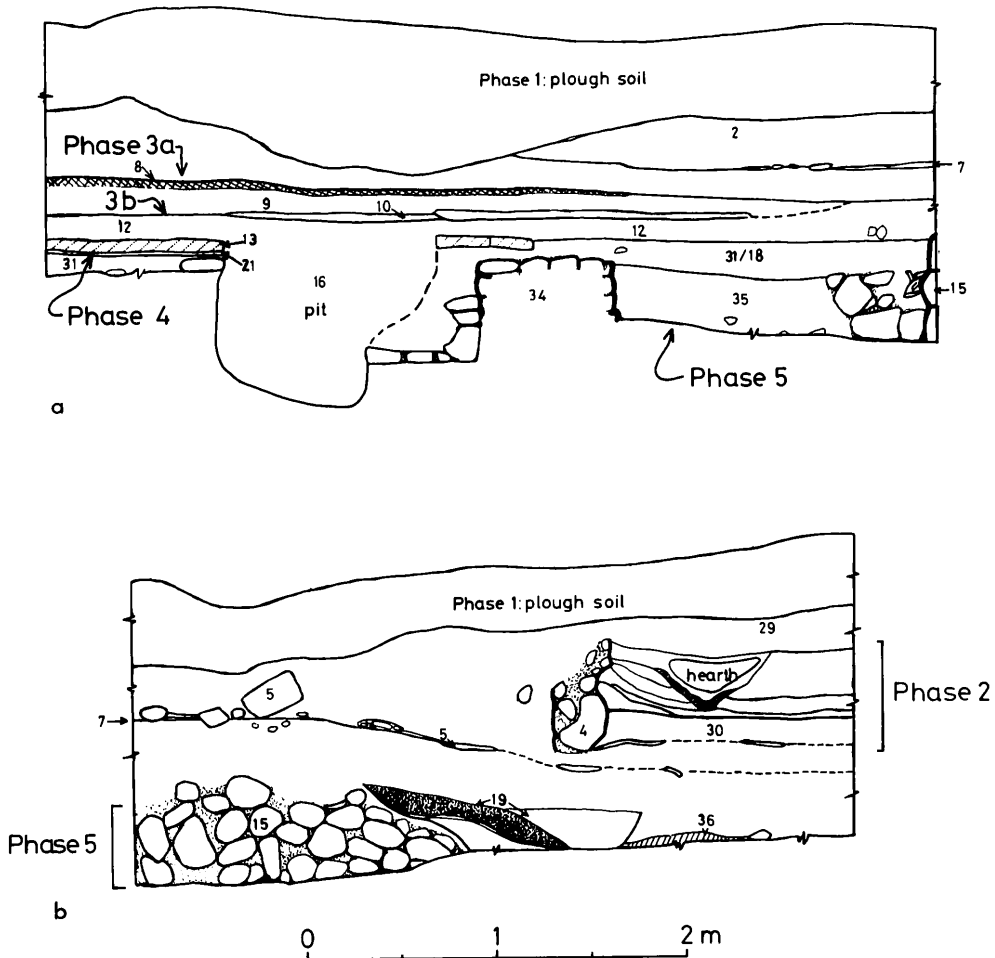 Phase 1: plough soil
2
Phase 3a
8
7
3b
9
10
12
12
13
31/18
31
21
16
pit
34
35
15
Phase 4
Phase 5
a
Phase 1: plough soil
29
5
hearth
Phase 2
7
5
4
30
19
15
36
Phase 5
b
0 1 2 m